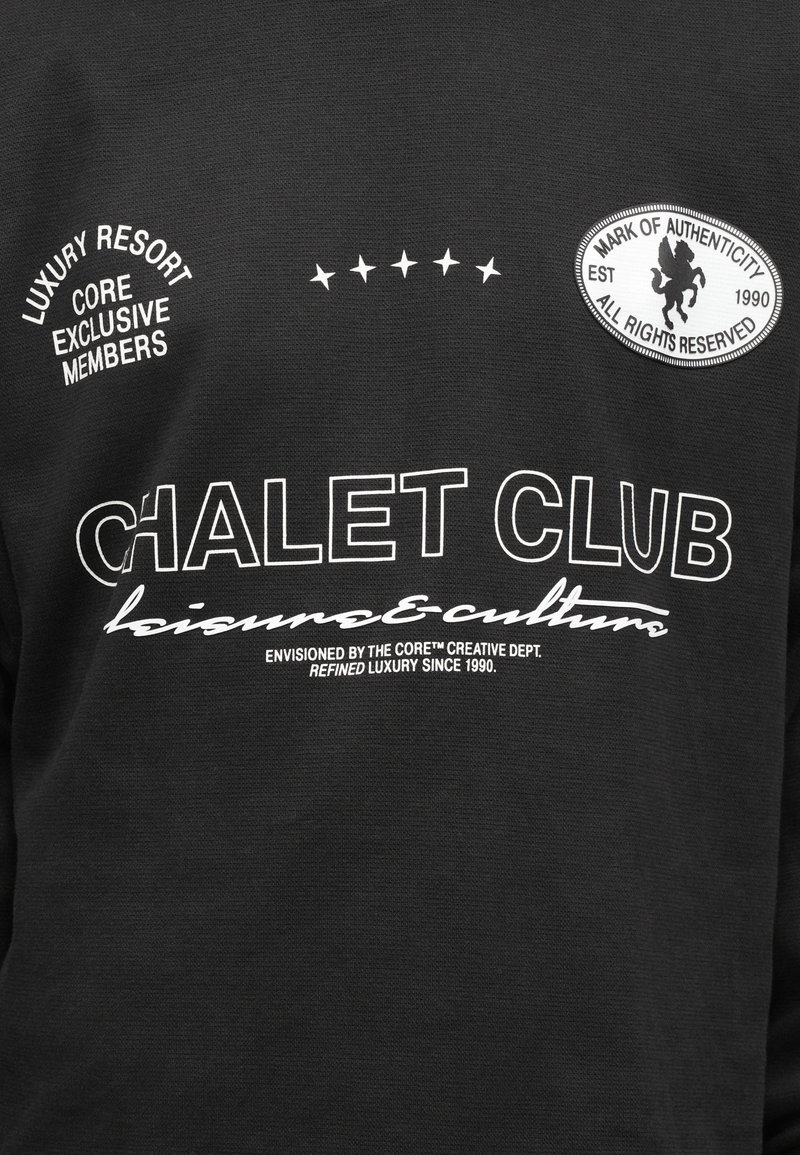 LUXURY RESORT
CORE
EXCLUSIVE
MEMBERS
MARK OF AUTHENTICITY
EST 1990
ALL RIGHTS RESERVED
CHALET CLUB
leisure & culture
ENVISIONED BY THE CORE™ CREATIVE DEPT.
REFINED LUXURY SINCE 1990.